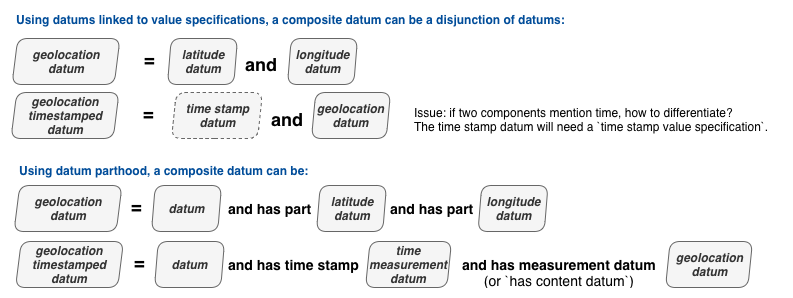 Using datums linked to value specifications, a composite datum can be a disjunction of datums:
geolocation
datum
=
latitude
datum
and
longitude
datum
geolocation
timestamped
datum
=
time stamp
datum
and
geolocation
datum
Issue: if two components mention time, how to differentiate?
The time stamp datum will need a `time stamp value specification`.
Using datum parthood, a composite datum can be:
geolocation
datum
=
datum
and has part
latitude
datum
and has part
longitude
datum
geolocation
timestamped
datum
=
datum
and has time stamp
time
measurement
datum
and has measurement datum
(or `has content datum`)
geolocation
datum